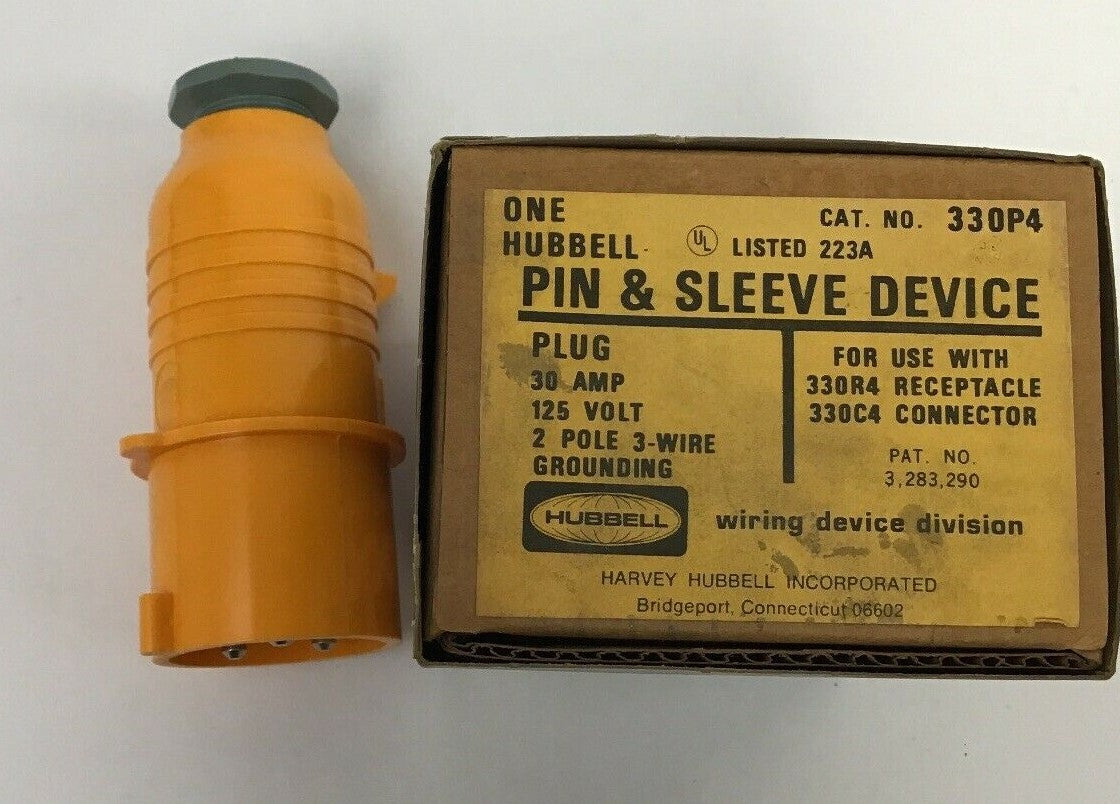 ONE
HUBBELL
CAT. NO. 330P4
UL LISTED 223A
PIN & SLEEVE DEVICE
PLUG
30 AMP
125 VOLT
2 POLE 3-WIRE
GROUNDING
FOR USE WITH
330R4 RECEPTACLE
330C4 CONNECTOR
PAT. NO.
3,283,290
HUBBELL
wiring device division
HARVEY HUBBELL INCORPORATED
Bridgeport, Connecticut 06602